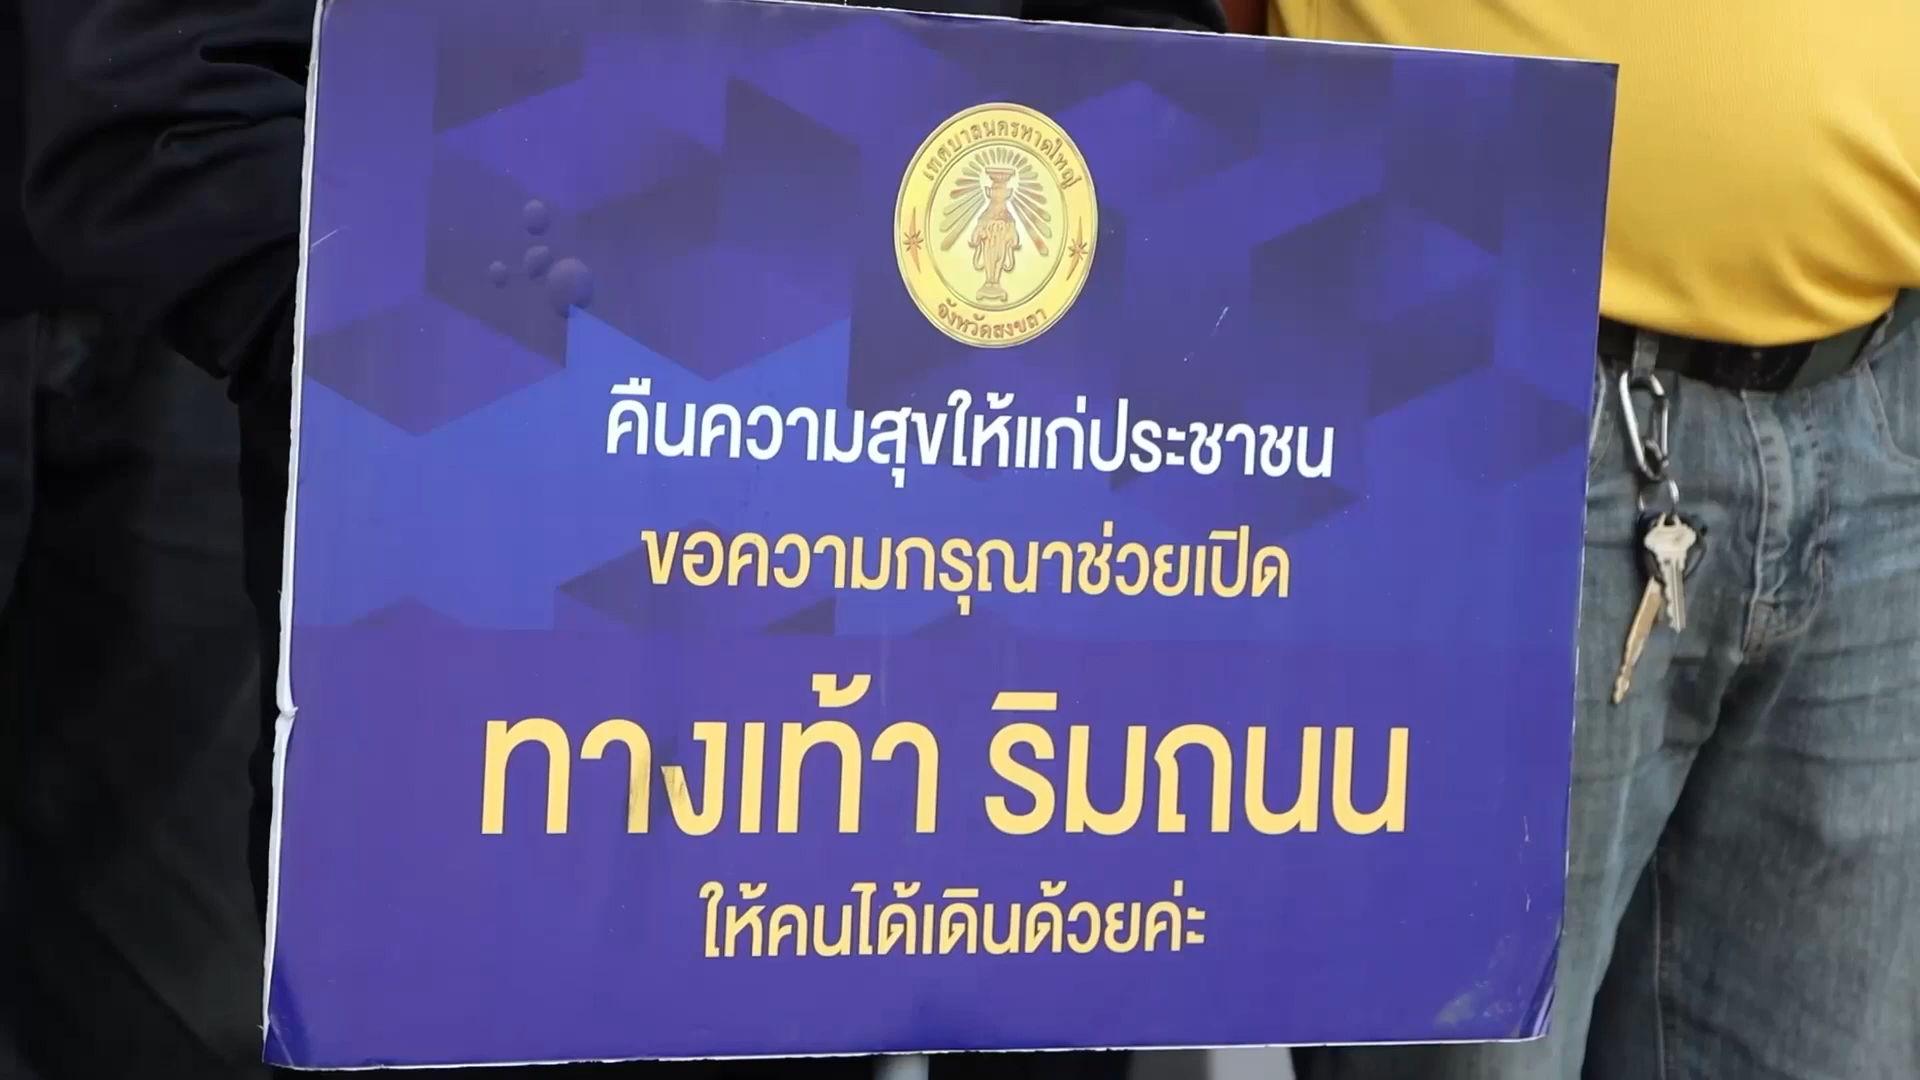 เทศบาลนครหาดใหญ่
จังหวัดสงขลา
คืนความสุขให้แก่ประชาชน
ขอความกรุณาช่วยเปิด
ทางเท้า ริมถนน
ให้คนได้เดินด้วยค่ะ